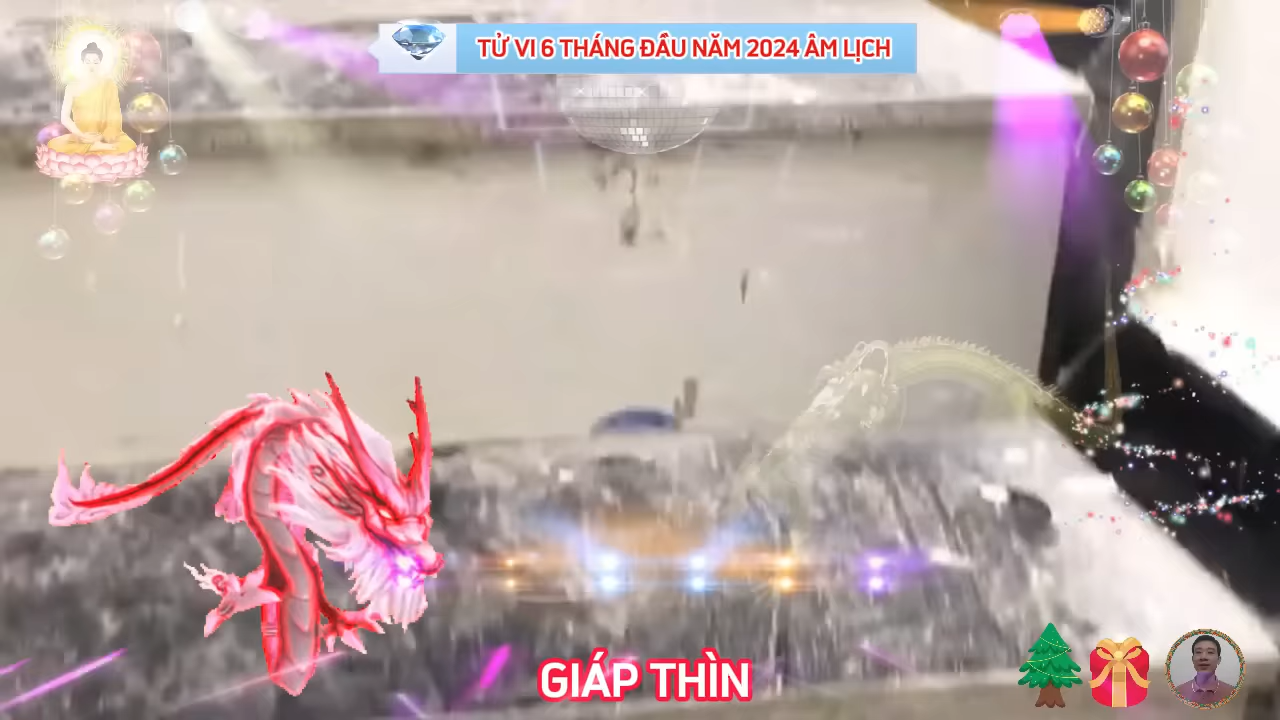 TỬ VI 6 THÁNG ĐẦU NĂM 2024 ÂM LỊCH
GIÁP THÌN